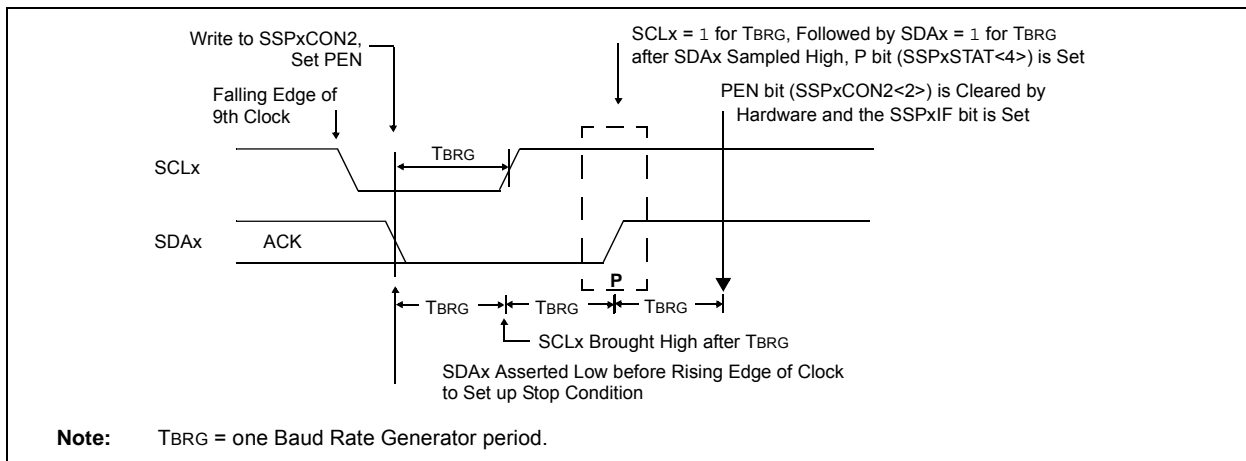 Write to SSPxCON2,
Set PEN
SCLx = 1 for TBRG, Followed by SDAx = 1 for TBRG
after SDAx Sampled High, P bit (SSPxSTAT<4>) is Set
Falling Edge of
9th Clock
PEN bit (SSPxCON2<2>) is Cleared by
Hardware and the SSPxIF bit is Set
SCLx
TBRG
SDAx
ACK
P
TBRG
TBRG
TBRG
SCLx Brought High after TBRG
SDAx Asserted Low before Rising Edge of Clock
to Set up Stop Condition
Note: TBRG = one Baud Rate Generator period.